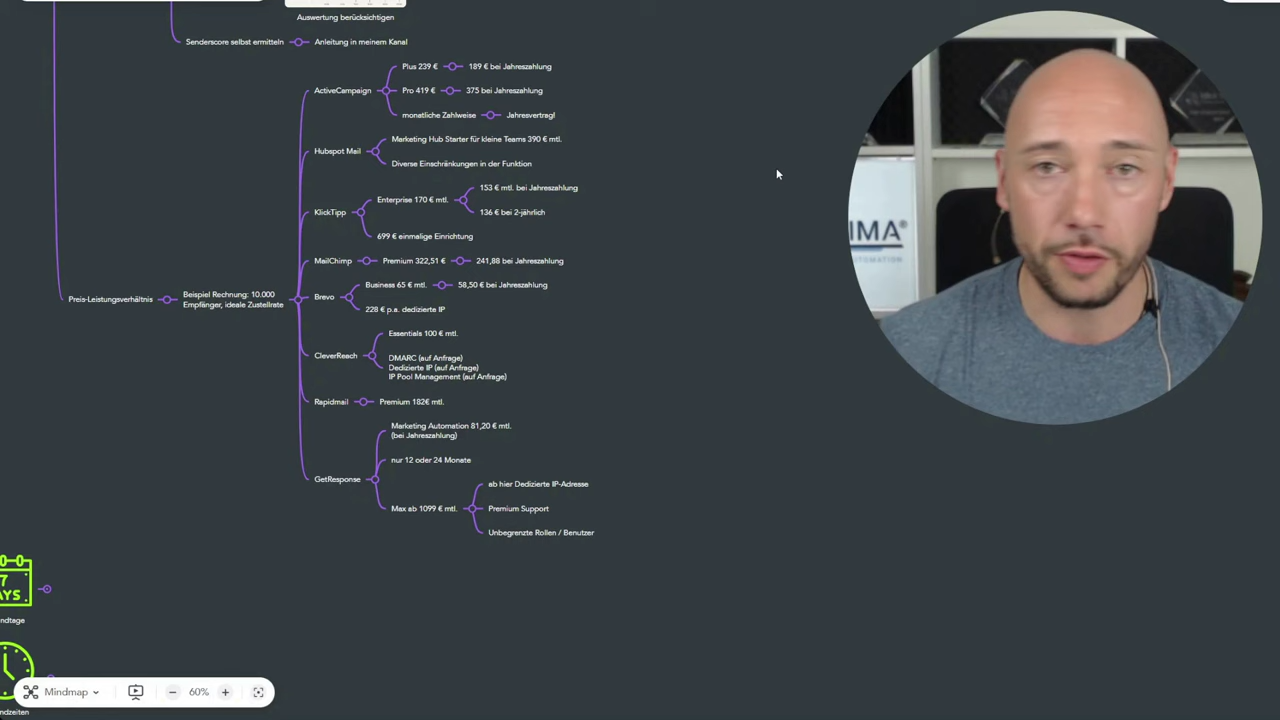 Auswertung berücksichtigen
Senderscore selbst ermitteln
Anleitung in meinem Kanal
Preis-Leistungsverhältnis
Beispiel Rechnung: 10.000
Empfänger, ideale Zustellrate
ActiveCampaign
Plus 239 €
189 € bei Jahreszahlung
Pro 419 €
375 bei Jahreszahlung
monatliche Zahlweise
Jahresvertragl
Hubspot Mail
Marketing Hub Starter für kleine Teams 390 € mtl.
Diverse Einschränkungen in der Funktion
KlickTipp
Enterprise 170 € mtl.
153 € mtl. bei Jahreszahlung
136 € bei 2-jährlich
699 € einmalige Einrichtung
MailChimp
Premium 322,51 €
241,88 bei Jahreszahlung
Brevo
Business 65 € mtl.
58,50 € bei Jahreszahlung
228 € p.a. dedizierte IP
CleverReach
Essentials 100 € mtl.
DMARC (auf Anfrage)
Dedizierte IP (auf Anfrage)
IP Pool Management (auf Anfrage)
Rapidmail
Premium 182€ mtl.
GetResponse
Marketing Automation 81,20 € mtl.
(bei Jahreszahlung)
nur 12 oder 24 Monate
Max ab 1099 € mtl.
ab hier Dedizierte IP-Adresse
Premium Support
Unbegrenzte Rollen / Benutzer
7
AYS
ndtage
ndzeiten
Mindmap
60%
IMA®
AUTOMATION